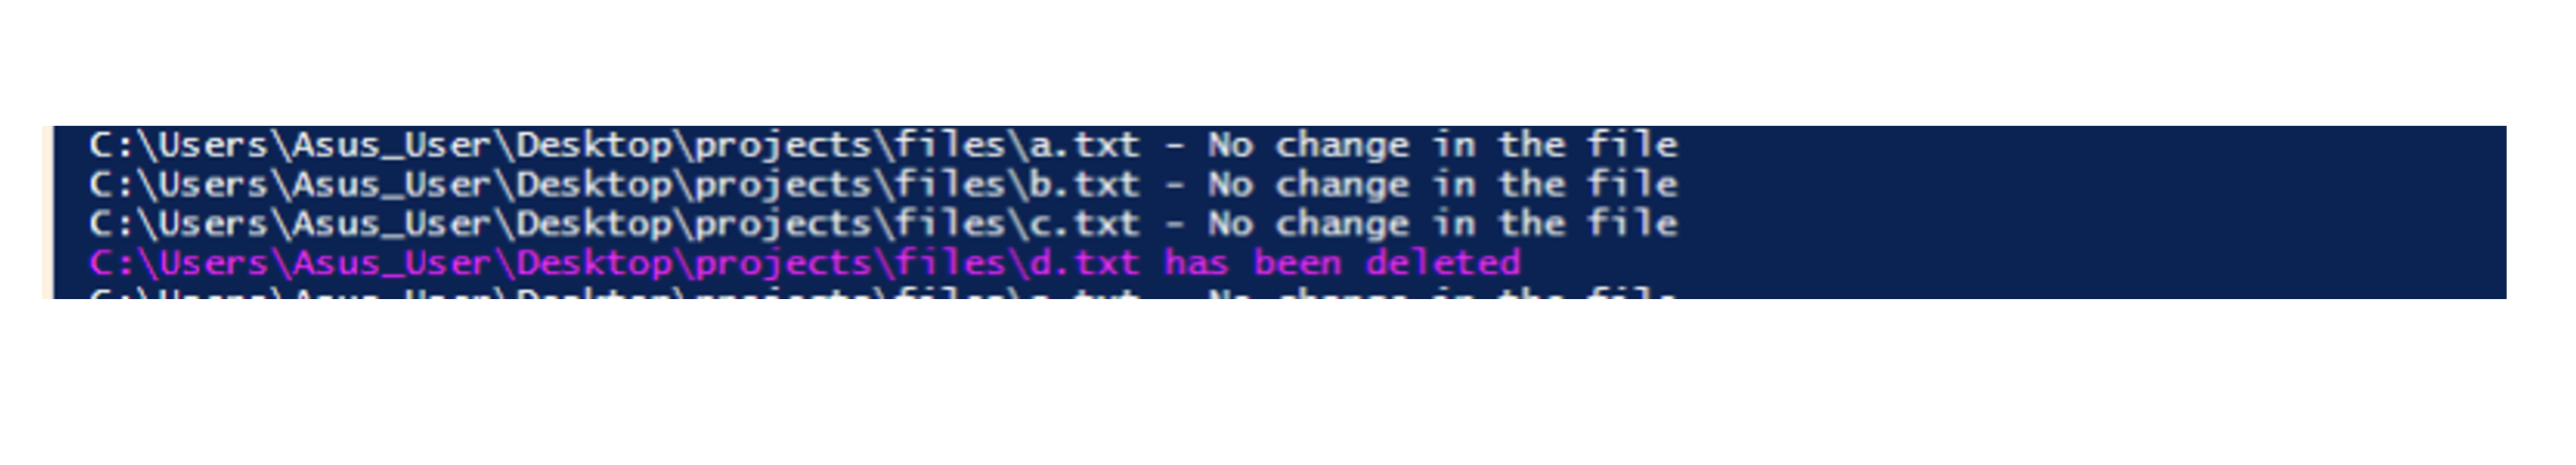 C:\Users\Asus_User\Desktop\projects\files\a.txt - No change in the file
C:\Users\Asus_User\Desktop\projects\files\b.txt - No change in the file
C:\Users\Asus_User\Desktop\projects\files\c.txt - No change in the file
C:\Users\Asus_User\Desktop\projects\files\d.txt has been deleted